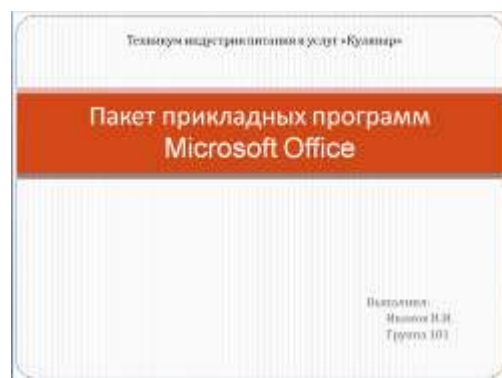 Техникум индустрии питания и услуг «Кулинар»
Пакет прикладных программ
Microsoft Office
Выполнил:
Иванов И.И.
Группа 101